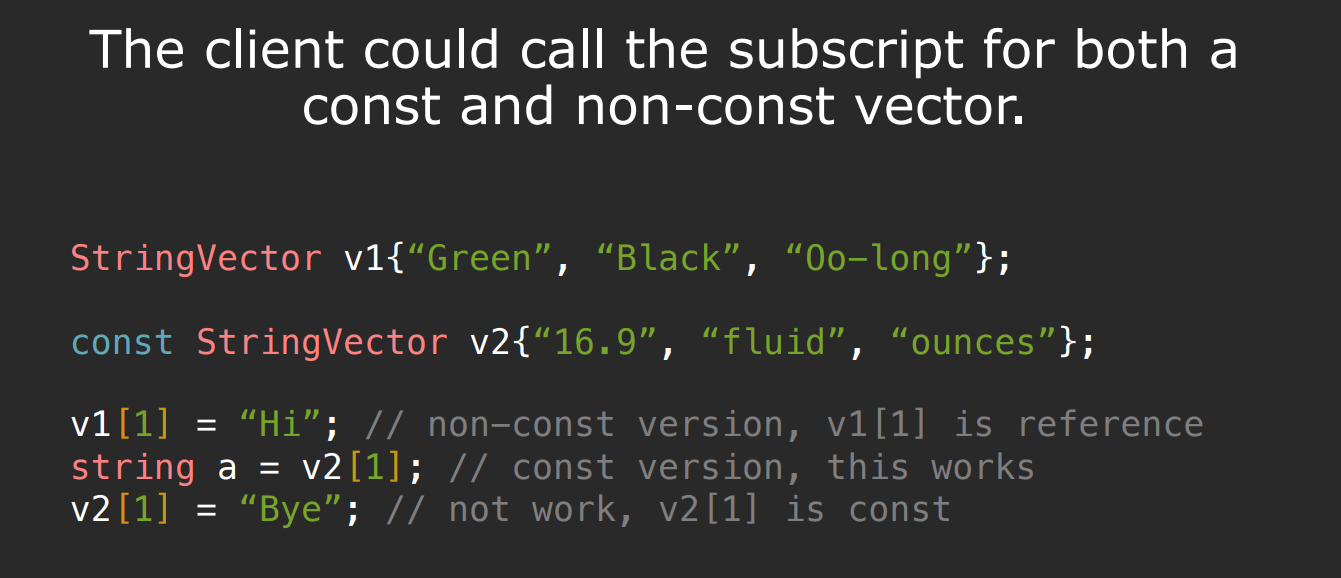 The client could call the subscript for both a
const and non-const vector.
StringVector v1{“Green”, “Black”, “Oo-long”};
const StringVector v2{“16.9”, “fluid”, “ounces”};
v1[1] = “Hi”; // non-const version, v1[1] is reference
string a = v2[1]; // const version, this works
v2[1] = “Bye”; // not work, v2[1] is const